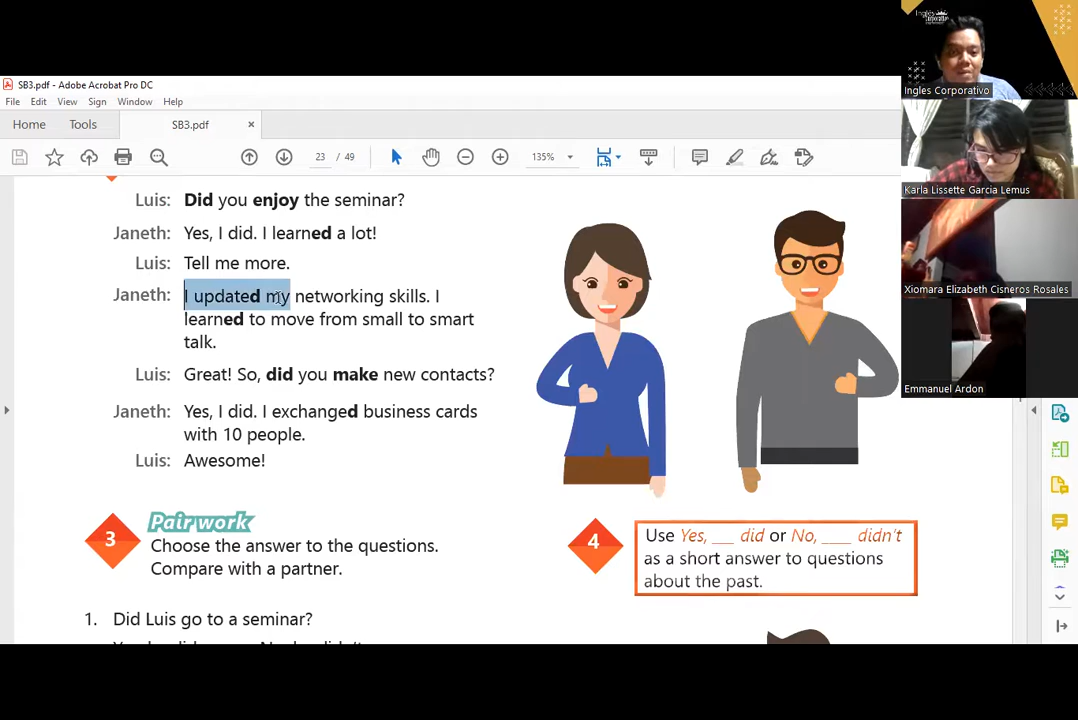 SB3.pdf - Adobe Acrobat Pro DC
File Edit View Sign Window Help
Home Tools SB3.pdf ×
23 / 49 135%
Luis: Did you enjoy the seminar?
Janeth: Yes, I did. I learned a lot!
Luis: Tell me more.
Janeth: I updated my networking skills. I
learned to move from small to smart
talk.
Luis: Great! So, did you make new contacts?
Janeth: Yes, I did. I exchanged business cards
with 10 people.
Luis: Awesome!
3 Pair work
Choose the answer to the questions.
Compare with a partner.
4 Use Yes, __ did or No, ___ didn't
as a short answer to questions
about the past.
1. Did Luis go to a seminar?
Ingles Corporativo
Karla Lissette Garcia Lemus
Xiomara Elizabeth Cisneros Rosales
Emmanuel Ardon